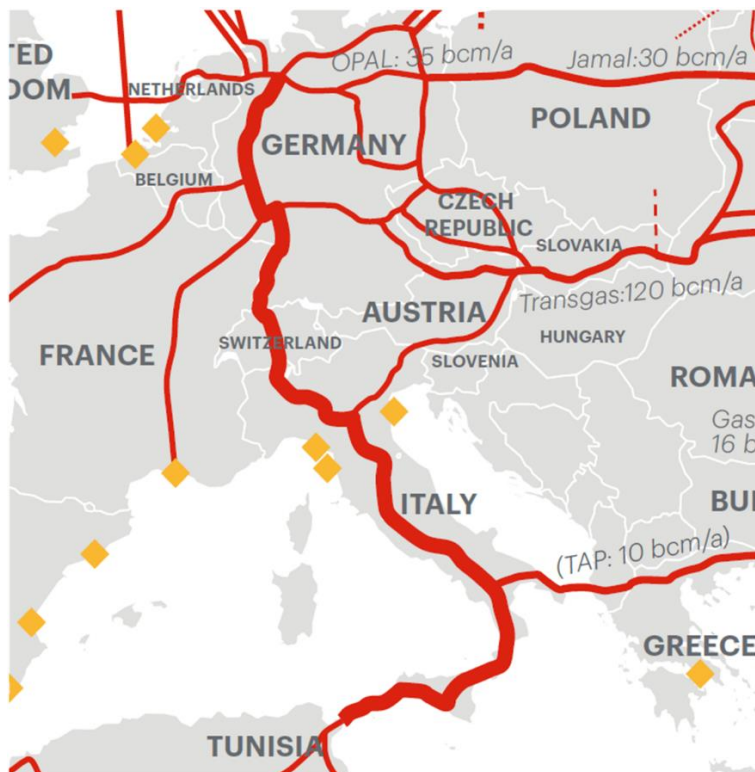 TED
DOM
OPAL: 35 bcm/a
Jamal:30 bcm/a
NETHERLANDS
POLAND
GERMANY
BELGIUM
CZECH
REPUBLIC
SLOVAKIA
Transgas:120 bcm/a
AUSTRIA
HUNGARY
SWITZERLAND
FRANCE
SLOVENIA
ROMA
Gas
16 b
ITALY
BU
(TAP: 10 bcm/a)
GREECE
TUNISIA